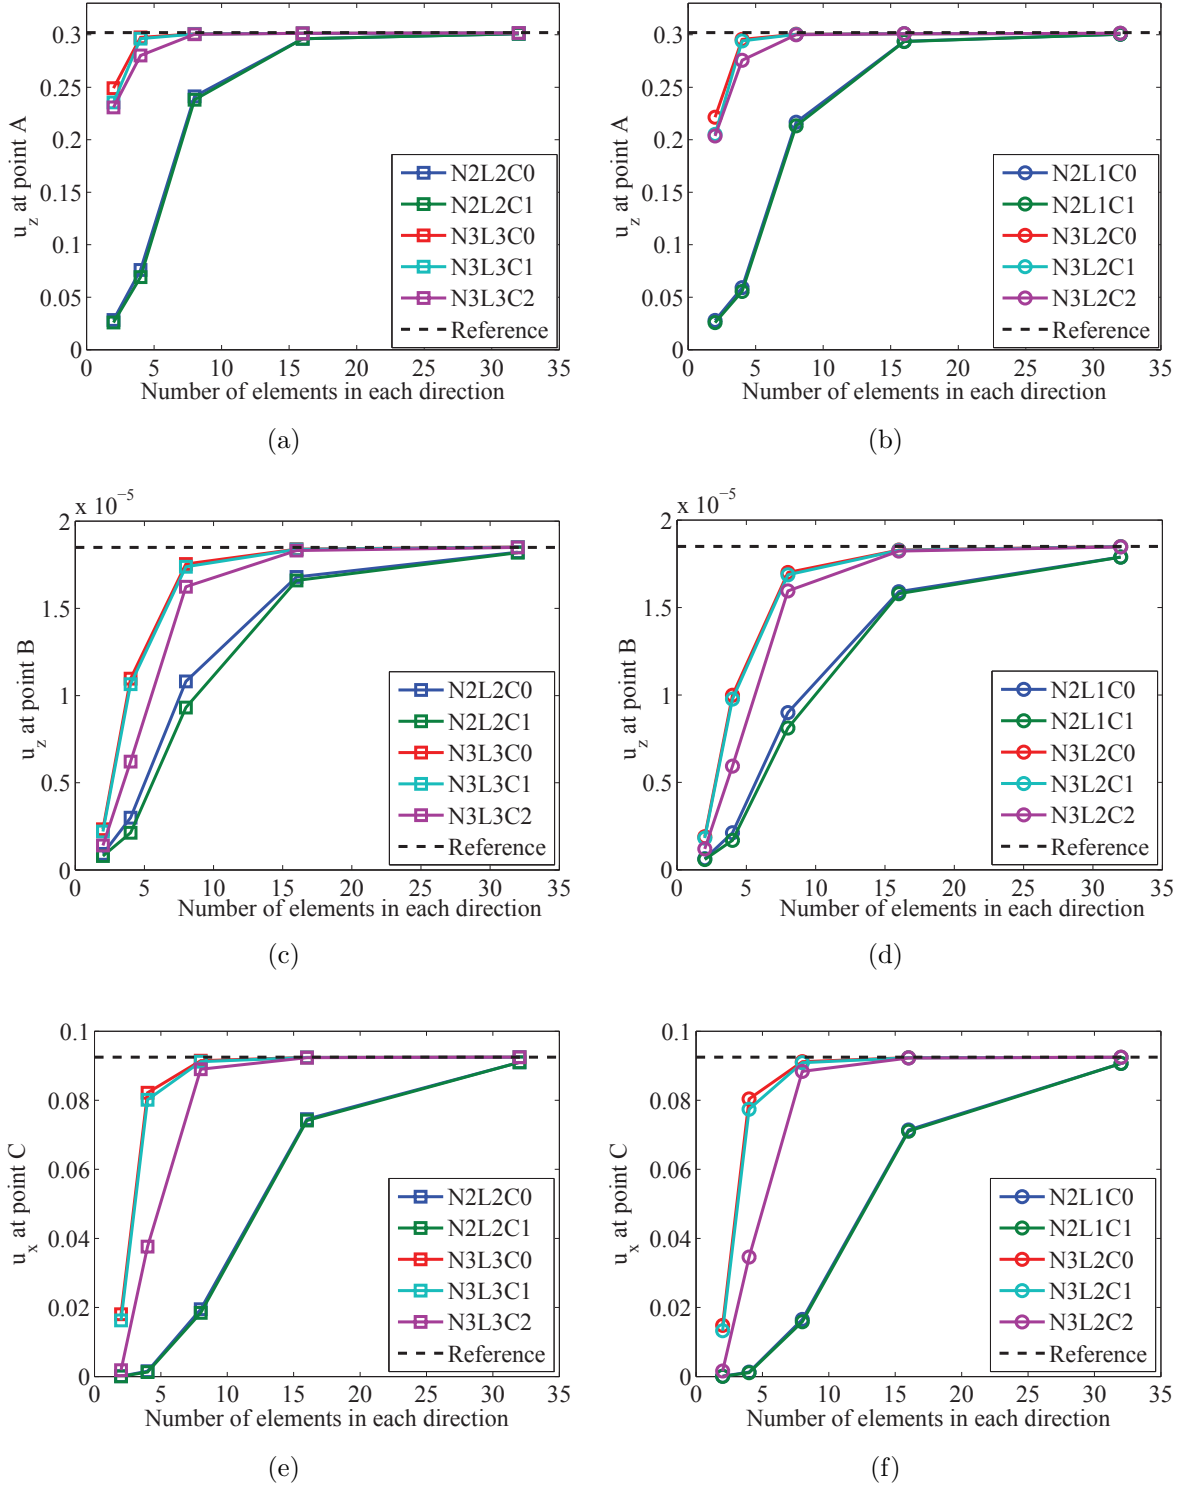 0.3
0.25
0.2
0.15
0.1
0.05
0
u_z at point A
N2L2C0
N2L2C1
N3L3C0
N3L3C1
N3L3C2
Reference
0 5 10 15 20 25 30 35
Number of elements in each direction
(a)
0.3
0.25
0.2
0.15
0.1
0.05
0
u_z at point A
N2L1C0
N2L1C1
N3L2C0
N3L2C1
N3L2C2
Reference
0 5 10 15 20 25 30 35
Number of elements in each direction
(b)
x 10⁻⁵
2
1.5
1
0.5
0
u_z at point B
N2L2C0
N2L2C1
N3L3C0
N3L3C1
N3L3C2
Reference
0 5 10 15 20 25 30 35
Number of elements in each direction
(c)
x 10⁻⁵
2
1.5
1
0.5
0
u_z at point B
N2L1C0
N2L1C1
N3L2C0
N3L2C1
N3L2C2
Reference
0 5 10 15 20 25 30 35
Number of elements in each direction
(d)
0.1
0.08
0.06
0.04
0.02
0
u_x at point C
N2L2C0
N2L2C1
N3L3C0
N3L3C1
N3L3C2
Reference
0 5 10 15 20 25 30 35
Number of elements in each direction
(e)
0.1
0.08
0.06
0.04
0.02
0
u_x at point C
N2L1C0
N2L1C1
N3L2C0
N3L2C1
N3L2C2
Reference
0 5 10 15 20 25 30 35
Number of elements in each direction
(f)